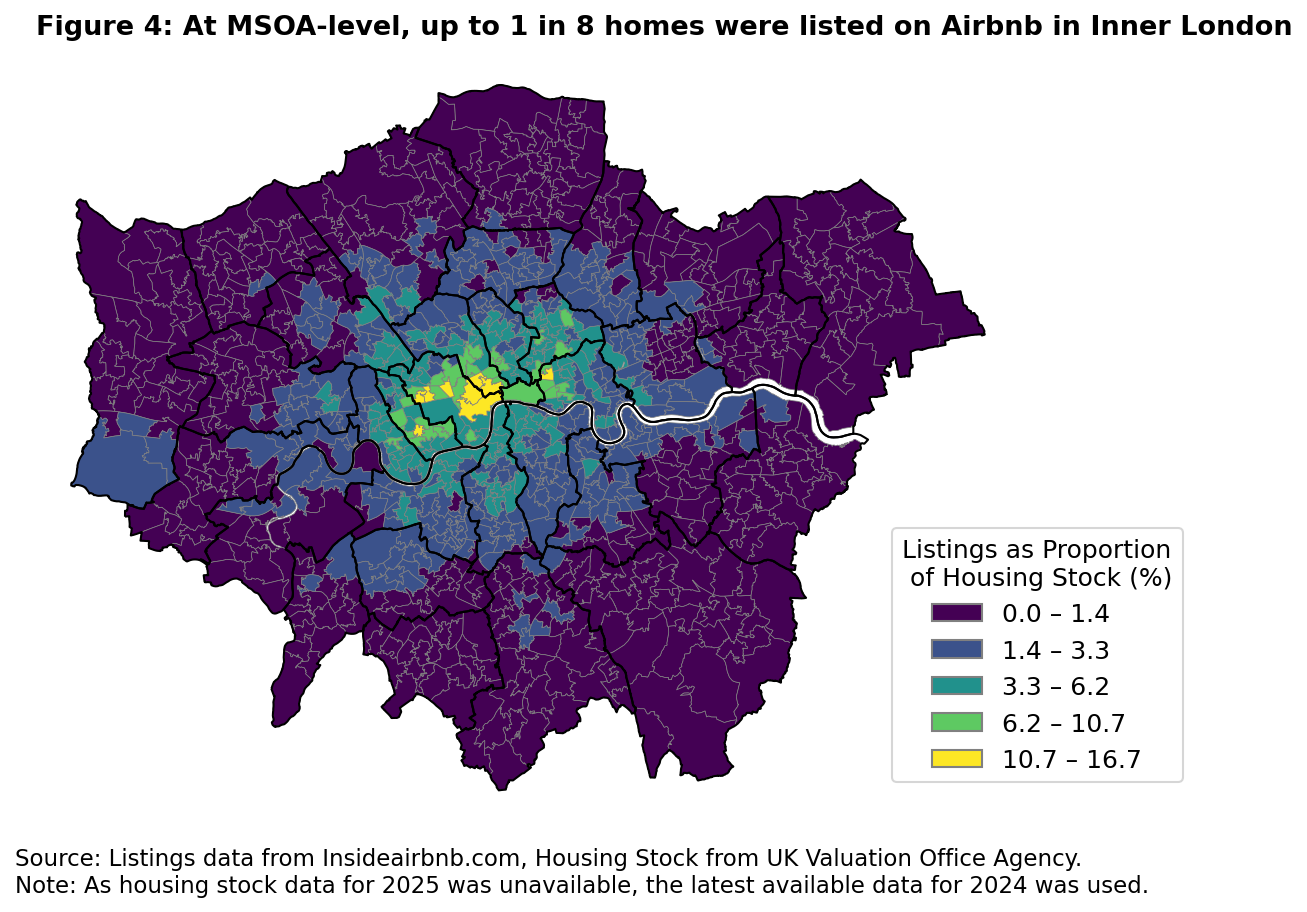 Figure 4: At MSOA-level, up to 1 in 8 homes were listed on Airbnb in Inner London
Listings as Proportion
of Housing Stock (%)
0.0 – 1.4
1.4 – 3.3
3.3 – 6.2
6.2 – 10.7
10.7 – 16.7
Source: Listings data from Insideairbnb.com, Housing Stock from UK Valuation Office Agency.
Note: As housing stock data for 2025 was unavailable, the latest available data for 2024 was used.